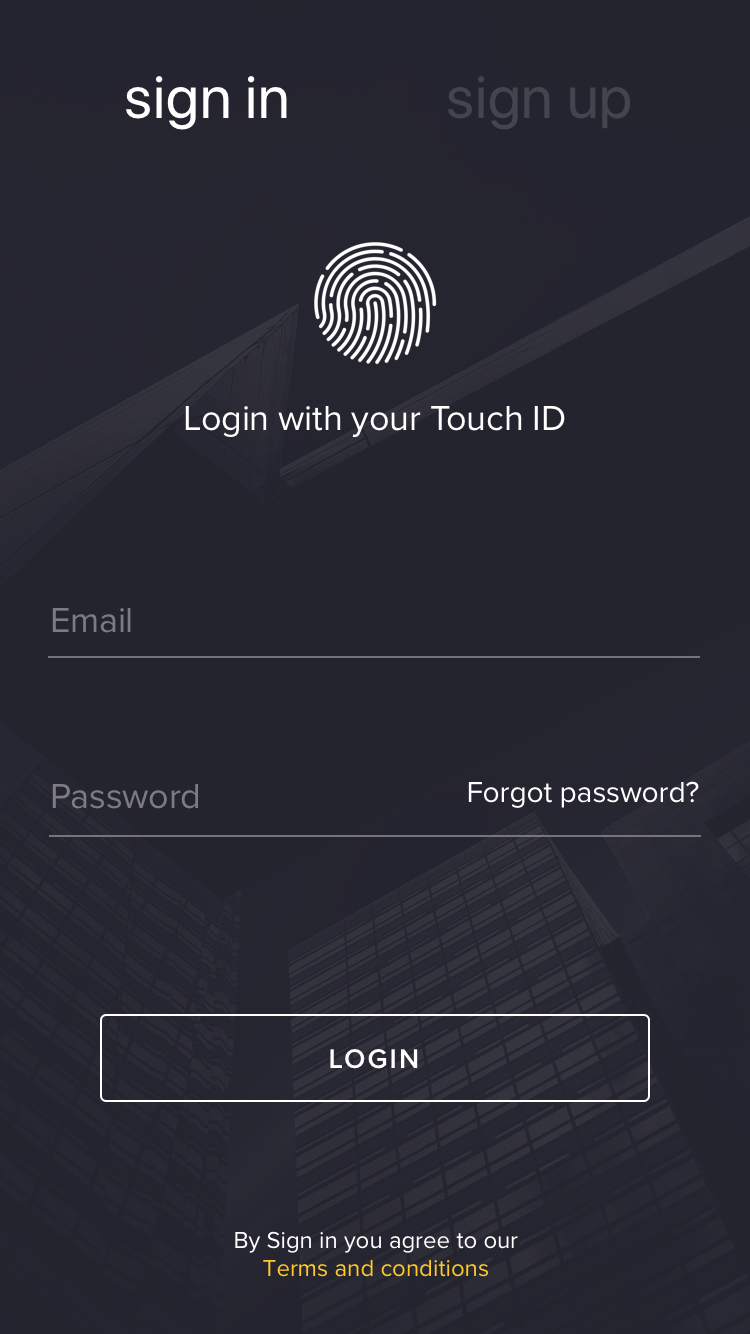 sign in sign up
Login with your Touch ID
Email
Password Forgot password?
LOGIN
By Sign in you agree to our
Terms and conditions